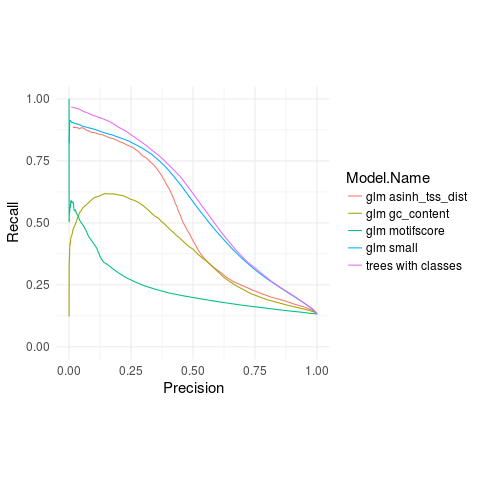 1.00
0.75
0.50
0.25
0.00
Recall
0.00 0.25 0.50 0.75 1.00
Precision
Model.Name
glm asinh_tss_dist
glm gc_content
glm motifscore
glm small
trees with classes